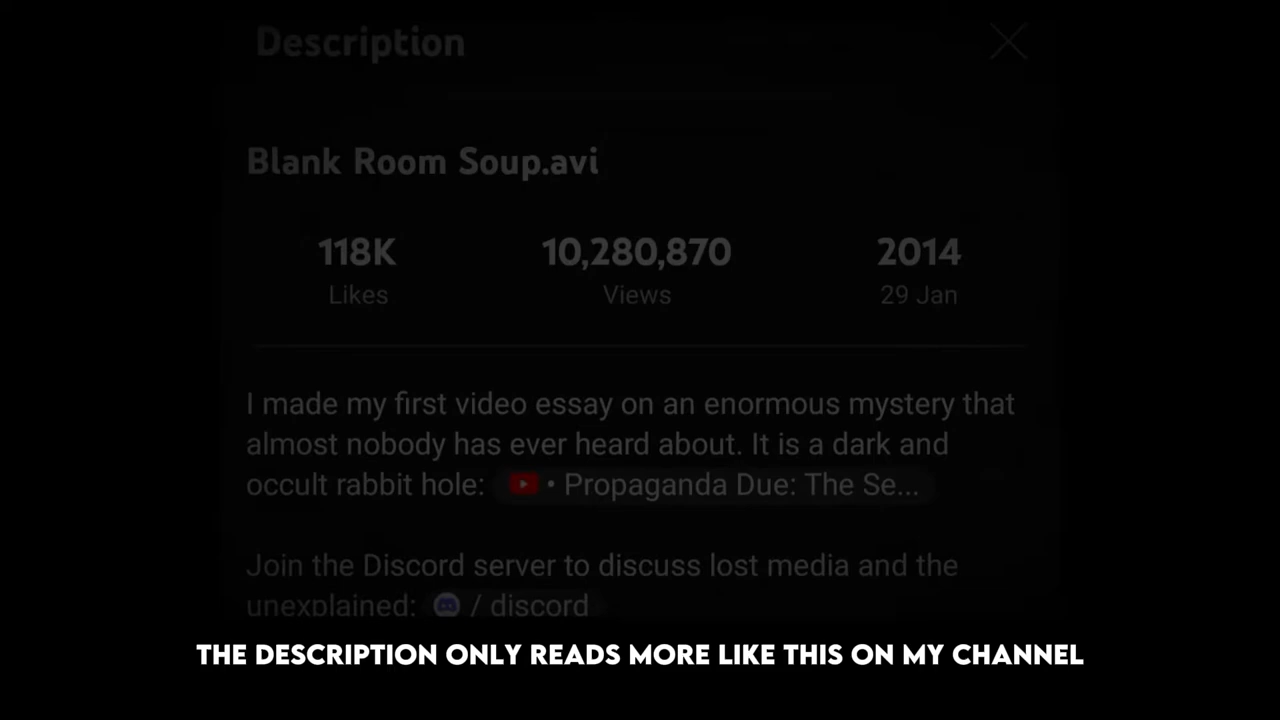 Description
Blank Room Soup.avi
118K 10,280,870 2014
Likes Views 29 Jan
I made my first video essay on an enormous mystery that
almost nobody has ever heard about. It is a dark and
occult rabbit hole: • Propaganda Due: The Se...
Join the Discord server to discuss lost media and the
unexplained: / discord
THE DESCRIPTION ONLY READS MORE LIKE THIS ON MY CHANNEL